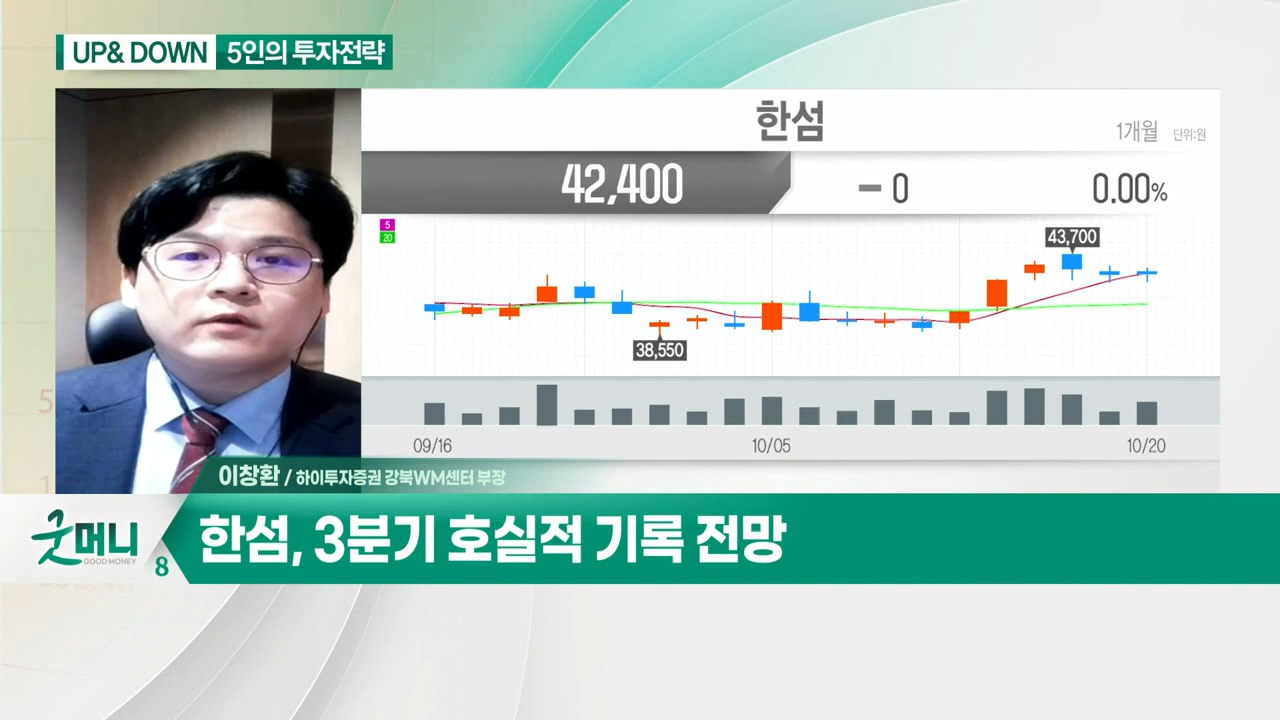 UP& DOWN 5인의 투자전략
한섬
1개월 단위:원
42,400 – 0 0.00%
5
20
43,700
38,550
09/16 10/05 10/20
이창환 / 하이투자증권 강북WM센터 부장
굿머니
GOOD MONEY
8
한섬, 3분기 호실적 기록 전망